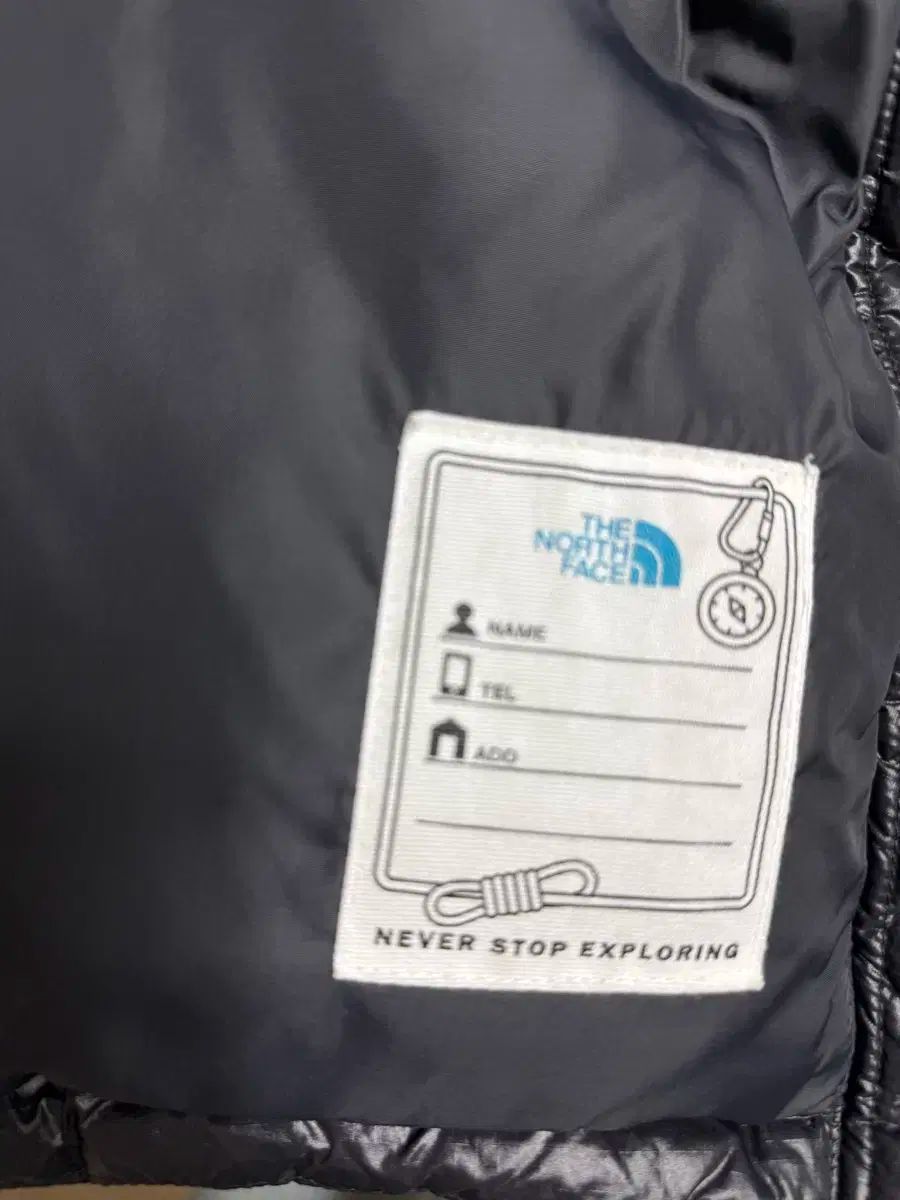 THE
NORTH
FACE
NAME
TEL
ADD
NEVER STOP EXPLORING